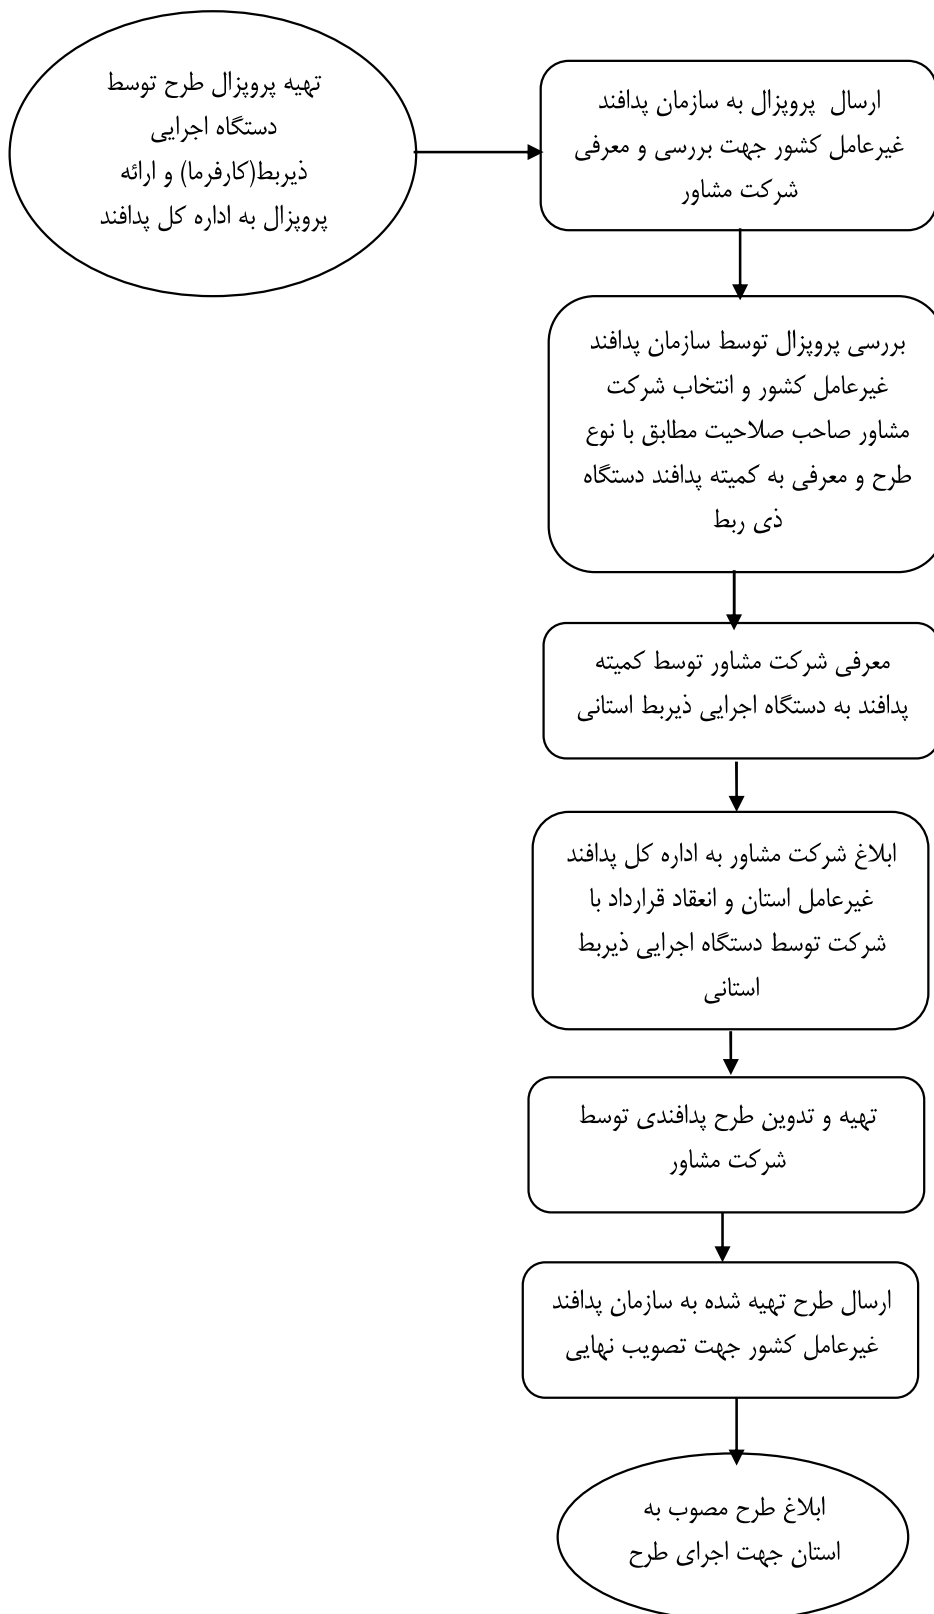 تهیه پروپزال طرح توسط
دستگاه اجرایی
ذیربط(کارفرما) و ارائه
پروپزال به اداره کل پدافند
ارسال پروپزال به سازمان پدافند
غیرعامل کشور جهت بررسی و معرفی
شرکت مشاور
بررسی پروپزال توسط سازمان پدافند
غیرعامل کشور و انتخاب شرکت
مشاور صاحب صلاحیت مطابق با نوع
طرح و معرفی به کمیته پدافند دستگاه
ذی ربط
معرفی شرکت مشاور توسط کمیته
پدافند به دستگاه اجرایی ذیربط استانی
ابلاغ شرکت مشاور به اداره کل پدافند
غیرعامل استان و انعقاد قرارداد با
شرکت توسط دستگاه اجرایی ذیربط
استانی
تهیه و تدوین طرح پدافندی توسط
شرکت مشاور
ارسال طرح تهیه شده به سازمان پدافند
غیرعامل کشور جهت تصویب نهایی
ابلاغ طرح مصوب به
استان جهت اجرای طرح